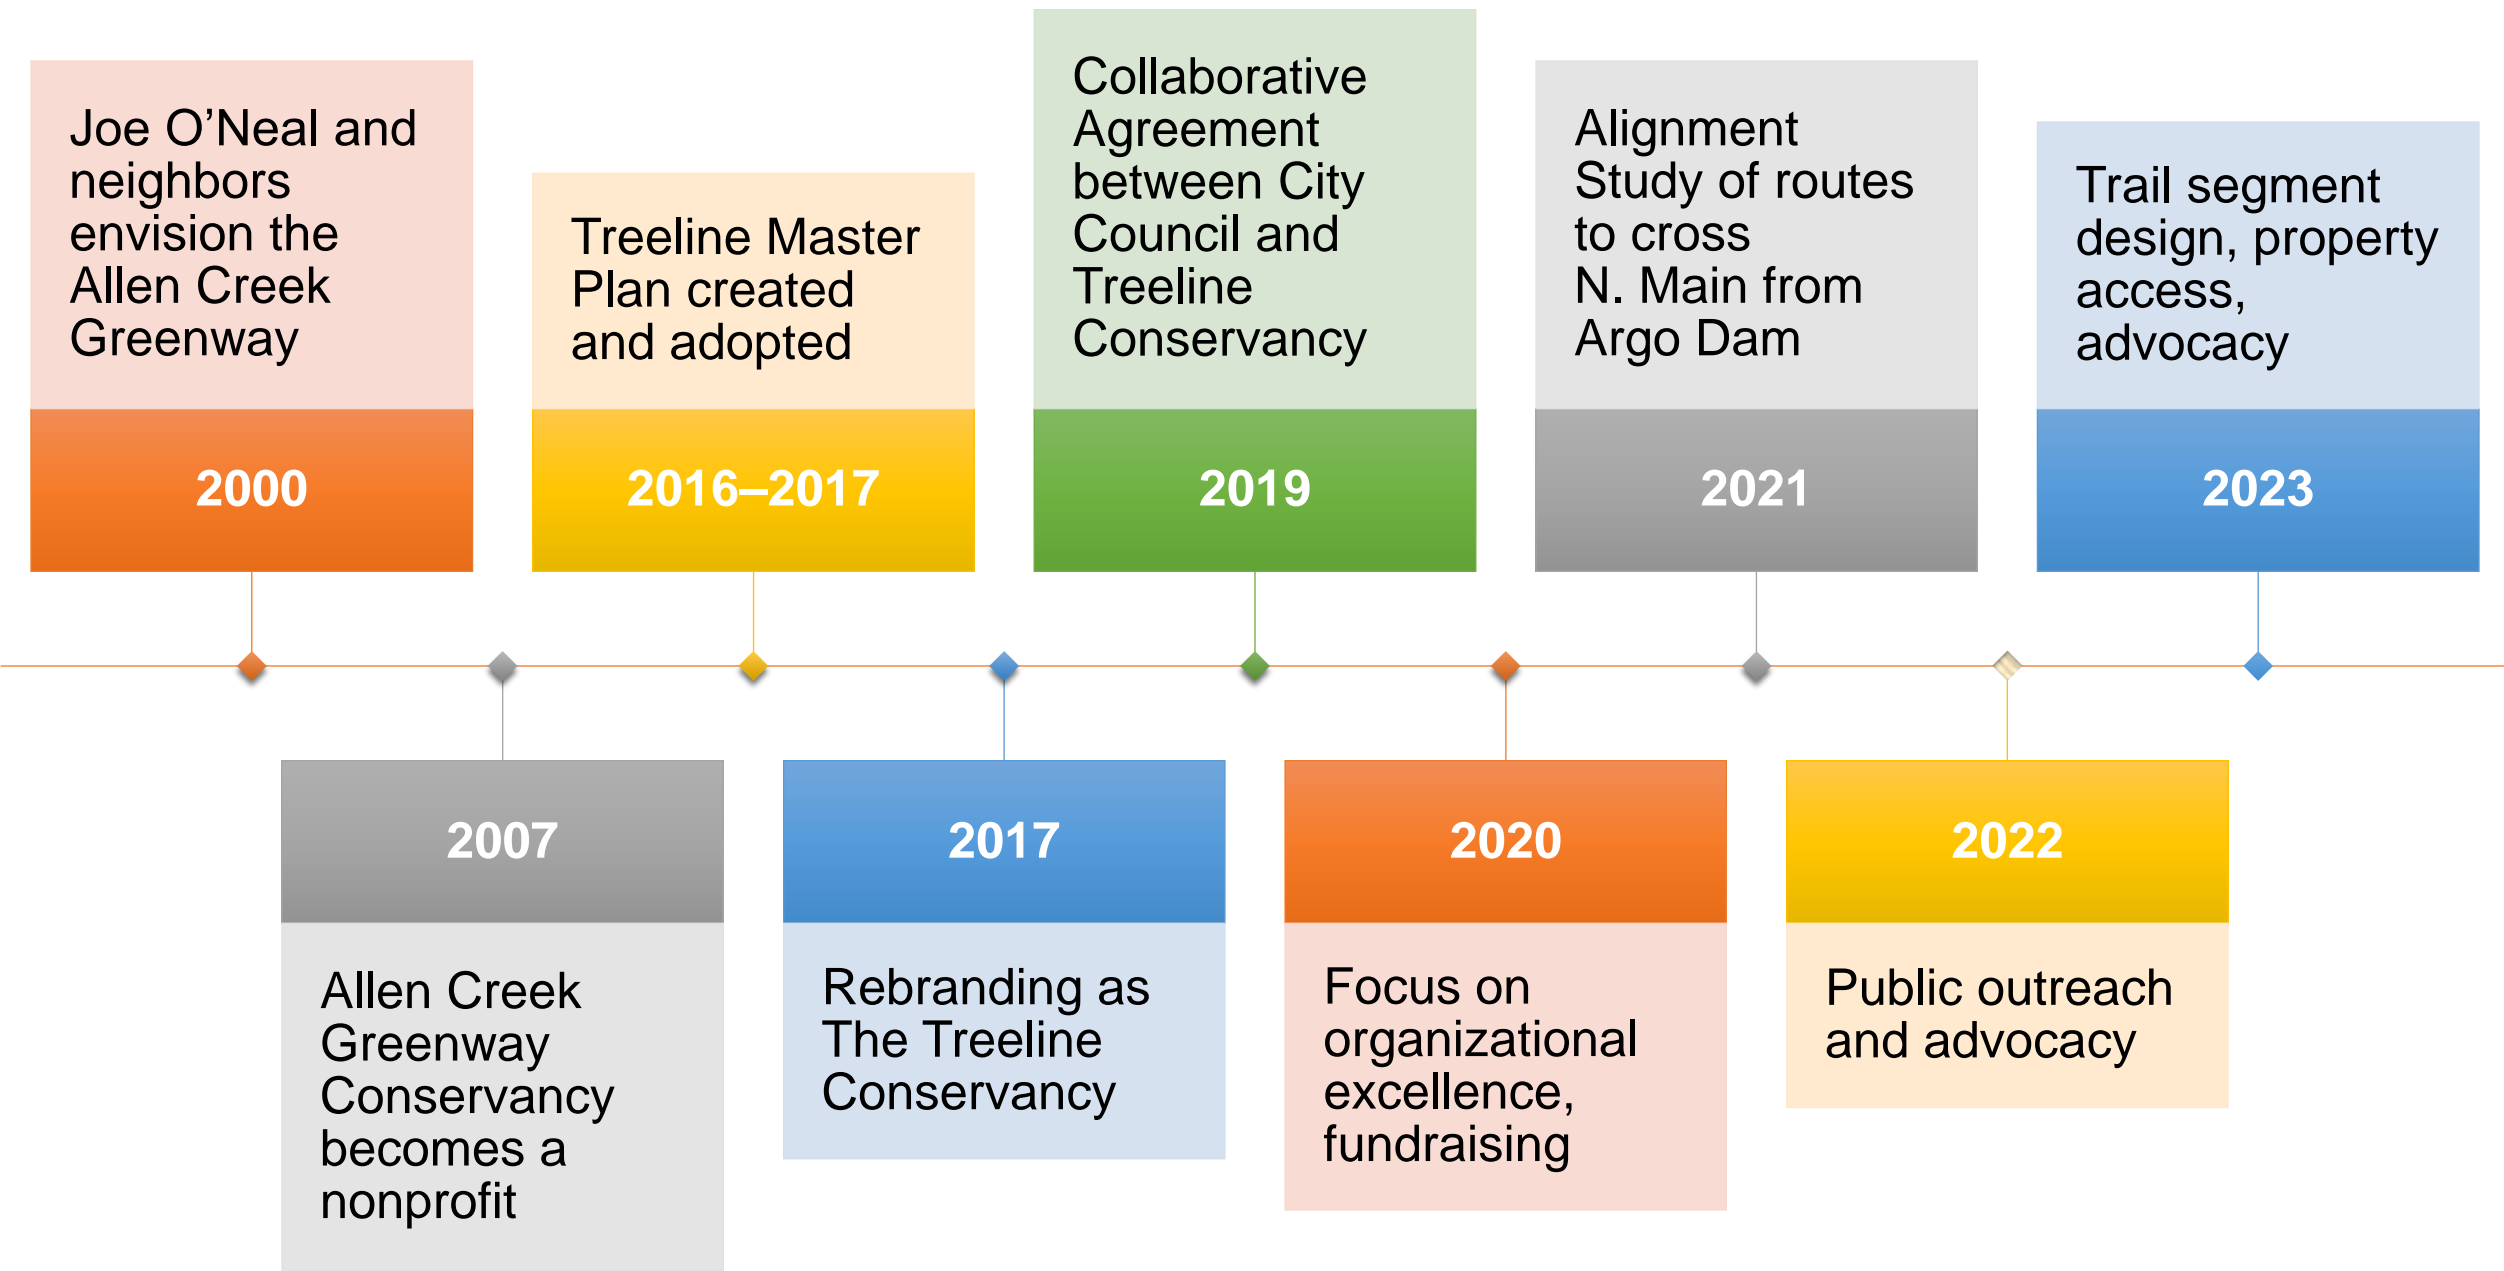 Joe O’Neal and
neighbors
envision the
Allen Creek
Greenway
2000
2007
Allen Creek
Greenway
Conservancy
becomes a
nonprofit
Treeline Master
Plan created
and adopted
2016–2017
2017
Rebranding as
The Treeline
Conservancy
Collaborative
Agreement
between City
Council and
Treeline
Conservancy
2019
2020
Focus on
organizational
excellence,
fundraising
Alignment
Study of routes
to cross
N. Main from
Argo Dam
2021
2022
Public outreach
and advocacy
Trail segment
design, property
access,
advocacy
2023